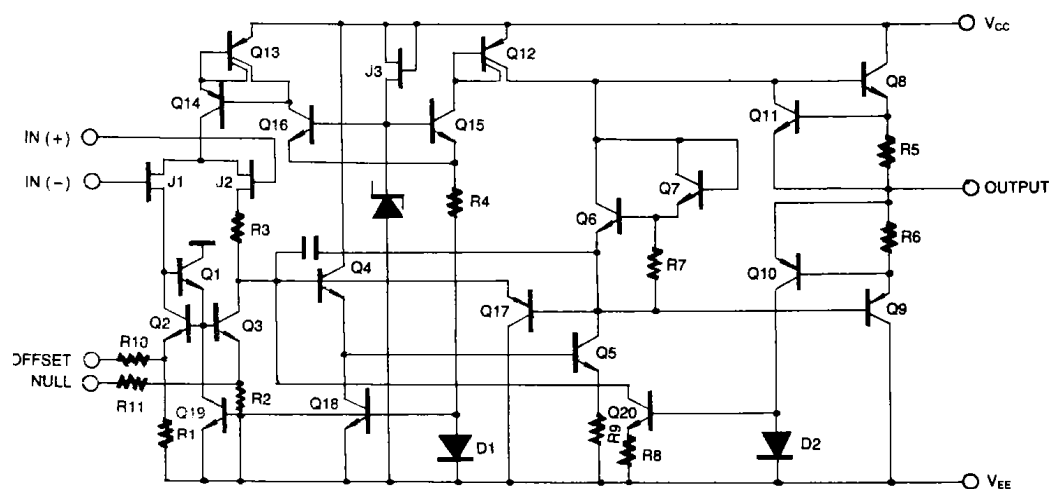 V_CC
Q13
Q12
J3
Q8
Q14
Q11
Q16
Q15
IN (+)
R5
IN (−)
J1
J2
Q7
OUTPUT
R4
Q6
R3
R6
Q4
R7
Q10
Q1
Q17
Q9
Q2
Q3
R10
Q5
OFFSET
NULL
R11
R2
Q19
Q18
Q20
R1
R9
D1
R8
D2
V_EE